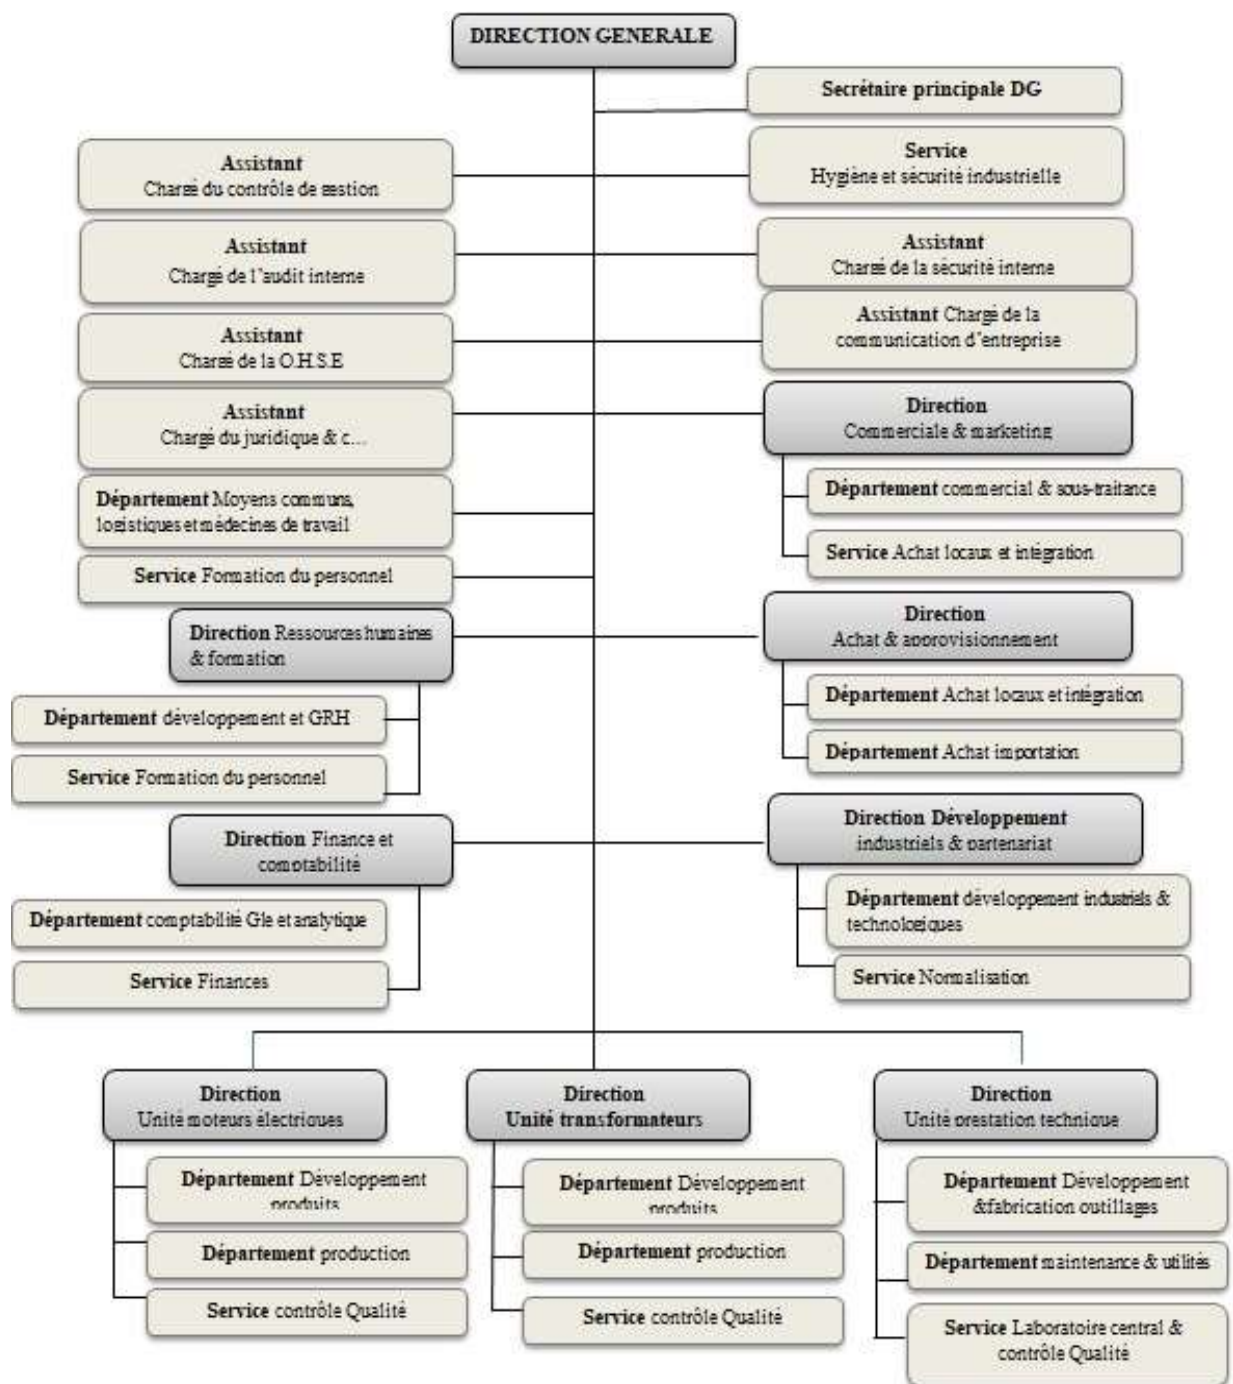 DIRECTION GENERALE
Secrétaire principale DG
Assistant
Chargé du contrôle de gestion
Service
Hygiène et sécurité industrielle
Assistant
Chargé de l'audit interne
Assistant
Chargé de la sécurité interne
Assistant
Chargé de la O.H.S.E
Assistant Chargé de la
communication d'entreprise
Assistant
Chargé du juridique & c...
Direction
Commerciale & marketing
Département Moyens communs,
logistiques et médecines de travail
Département commercial & sous-traitance
Service Formation du personnel
Service Achat locaux et intégration
Direction Ressources humaines
& formation
Direction
Achat & approvisionnement
Département développement et GRH
Service Formation du personnel
Département Achat locaux et intégration
Département Achat importation
Direction Finance et
comptabilité
Direction Développement
industriels & partenariat
Département comptabilité Gle et analytique
Service Finances
Département développement industriels &
technologiques
Service Normalisation
Direction
Unité moteurs électriques
Département Développement
produits
Département production
Service contrôle Qualité
Direction
Unité transformateurs
Département Développement
produits
Département production
Service contrôle Qualité
Direction
Unité prestation technique
Département Développement
&fabrication outillages
Département maintenance & utilités
Service Laboratoire central &
contrôle Qualité